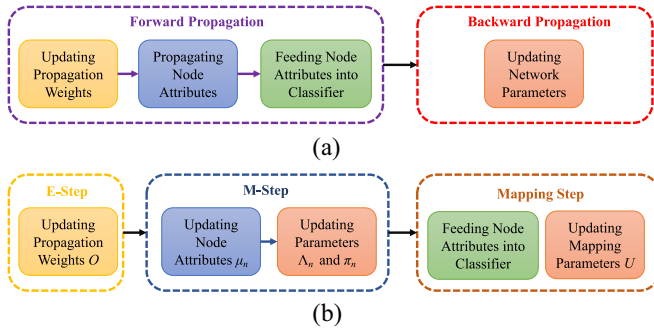 Forward Propagation
Updating
Propagation
Weights
Propagating
Node
Attributes
Feeding Node
Attributes into
Classifier
Backward Propagation
Updating
Network
Parameters
(a)
E-Step
Updating
Propagation
Weights O
M-Step
Updating
Node
Attributes μₙ
Updating
Parameters
Λₙ and πₙ
Mapping Step
Feeding Node
Attributes into
Classifier
Updating
Mapping
Parameters U
(b)